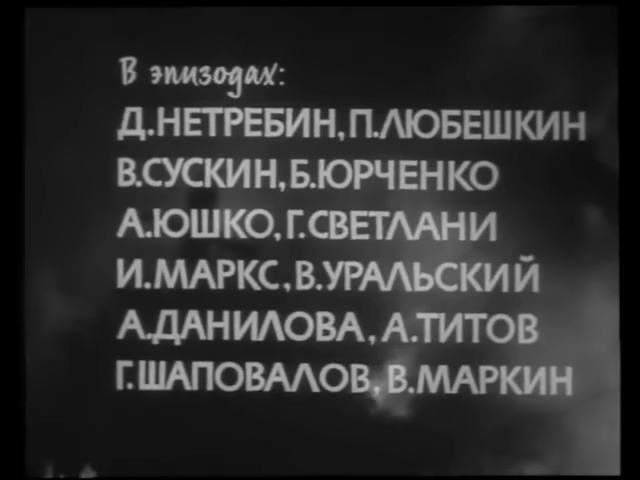 В эпизодах:
Д.НЕТРЕБИН, П.ЛЮБЕШКИН
В.СУСКИН, Б.ЮРЧЕНКО
А.ЮШКО, Г.СВЕТЛАНИ
И.МАРКС, В.УРАЛЬСКИЙ
А.ДАНИЛОВА, А.ТИТОВ
Г.ШАПОВАЛОВ, В.МАРКИН